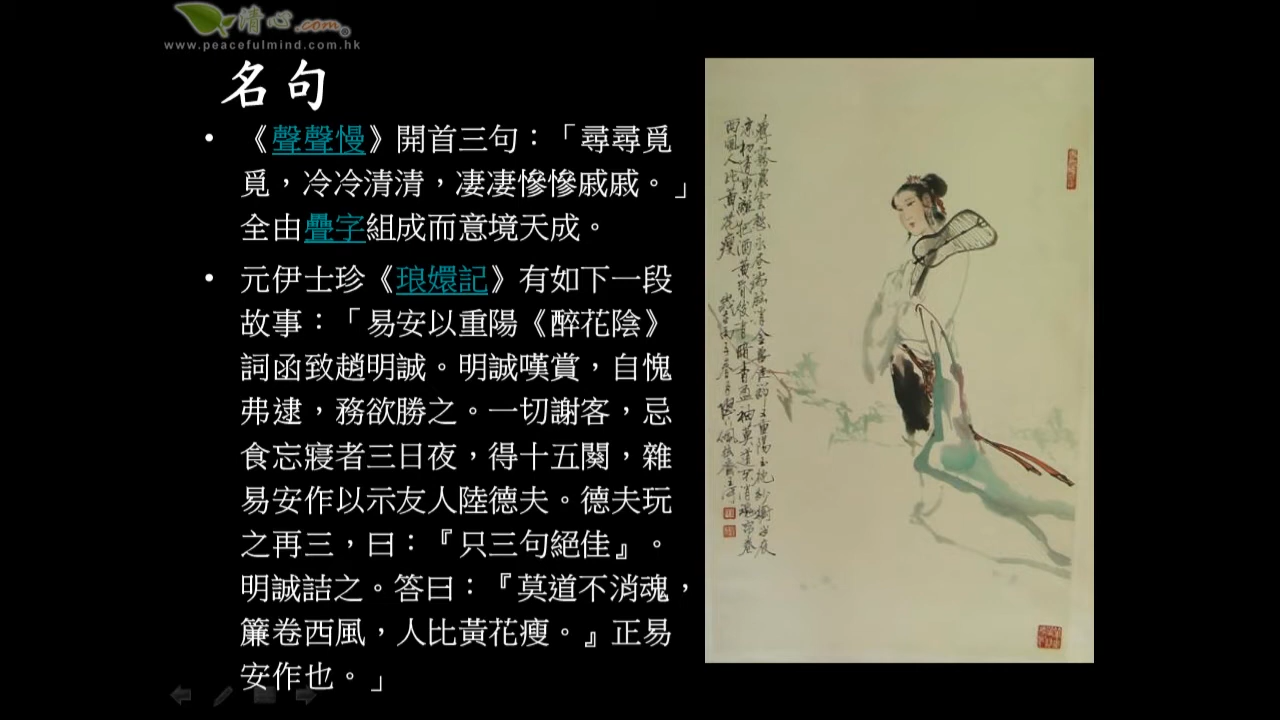 清心.com
www.peacefulmind.com.hk
名句
• 《聲聲慢》開首三句：「尋尋覓
覓，冷冷清清，凄凄慘慘戚戚。」
全由疊字組成而意境天成。
• 元伊士珍《琅嬛記》有如下一段
故事：「易安以重陽《醉花陰》
詞函致趙明誠。明誠嘆賞，自愧
弗逮，務欲勝之。一切謝客，忌
食忘寢者三日夜，得十五闋，雜
易安作以示友人陸德夫。德夫玩
之再三，曰：『只三句絕佳』。
明誠詰之。答曰：『莫道不消魂，
簾卷西風，人比黃花瘦。』正易
安作也。」